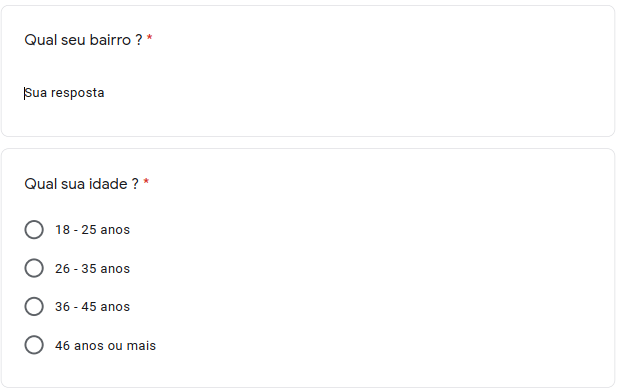 Qual seu bairro ? *
Sua resposta
Qual sua idade ? *
18 - 25 anos
26 - 35 anos
36 - 45 anos
46 anos ou mais